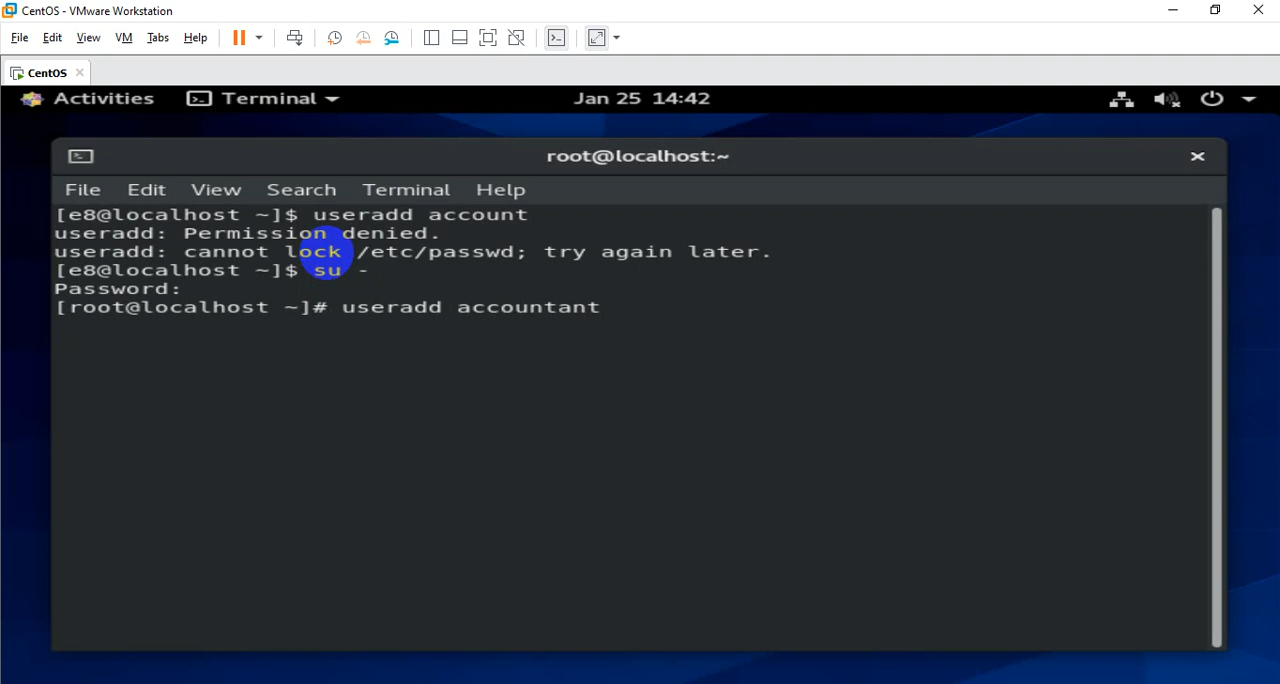 CentOS - VMware Workstation
File Edit View VM Tabs Help
CentOS
Activities Terminal Jan 25 14:42
root@localhost:~
File Edit View Search Terminal Help
[e8@localhost ~]$ useradd account
useradd: Permission denied.
useradd: cannot lock /etc/passwd; try again later.
[e8@localhost ~]$ su -
Password:
[root@localhost ~]# useradd accountant